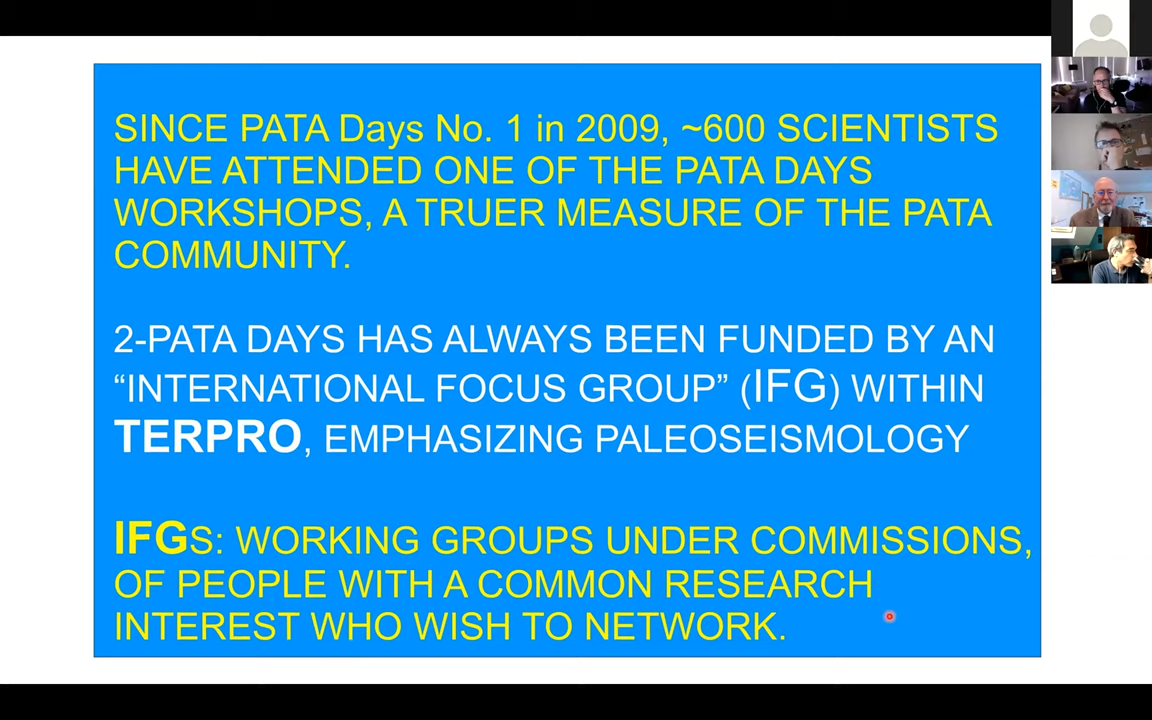 SINCE PATA Days No. 1 in 2009, ~600 SCIENTISTS
HAVE ATTENDED ONE OF THE PATA DAYS
WORKSHOPS, A TRUER MEASURE OF THE PATA
COMMUNITY.
2-PATA DAYS HAS ALWAYS BEEN FUNDED BY AN
“INTERNATIONAL FOCUS GROUP” (IFG) WITHIN
TERPRO, EMPHASIZING PALEOSEISMOLOGY
IFGS: WORKING GROUPS UNDER COMMISSIONS,
OF PEOPLE WITH A COMMON RESEARCH
INTEREST WHO WISH TO NETWORK.